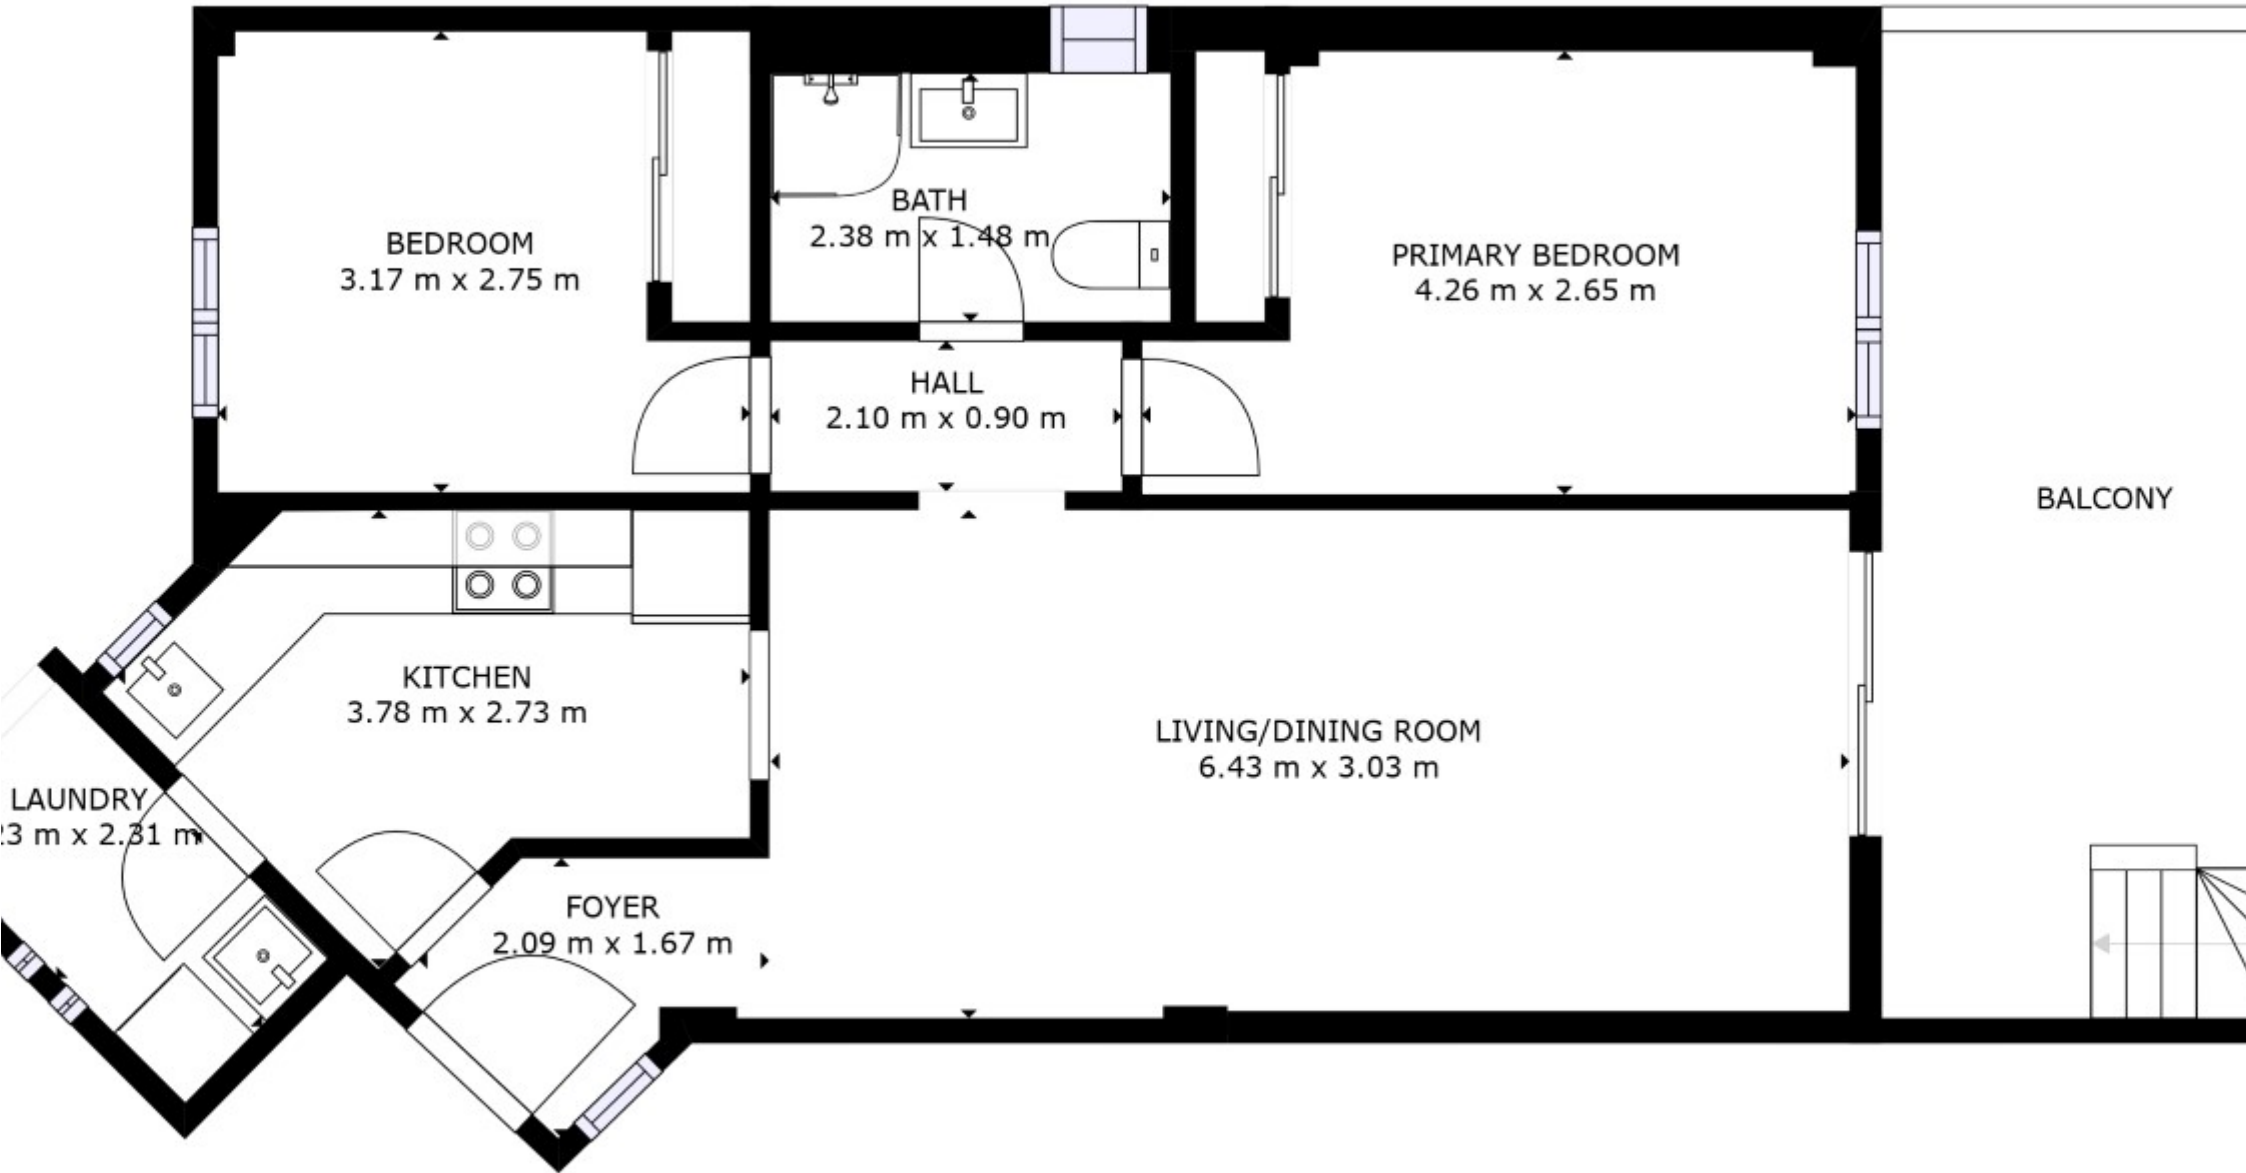 BEDROOM
3.17 m x 2.75 m
BATH
2.38 m x 1.48 m
PRIMARY BEDROOM
4.26 m x 2.65 m
HALL
2.10 m x 0.90 m
BALCONY
KITCHEN
3.78 m x 2.73 m
LIVING/DINING ROOM
6.43 m x 3.03 m
LAUNDRY
23 m x 2.31 m
FOYER
2.09 m x 1.67 m